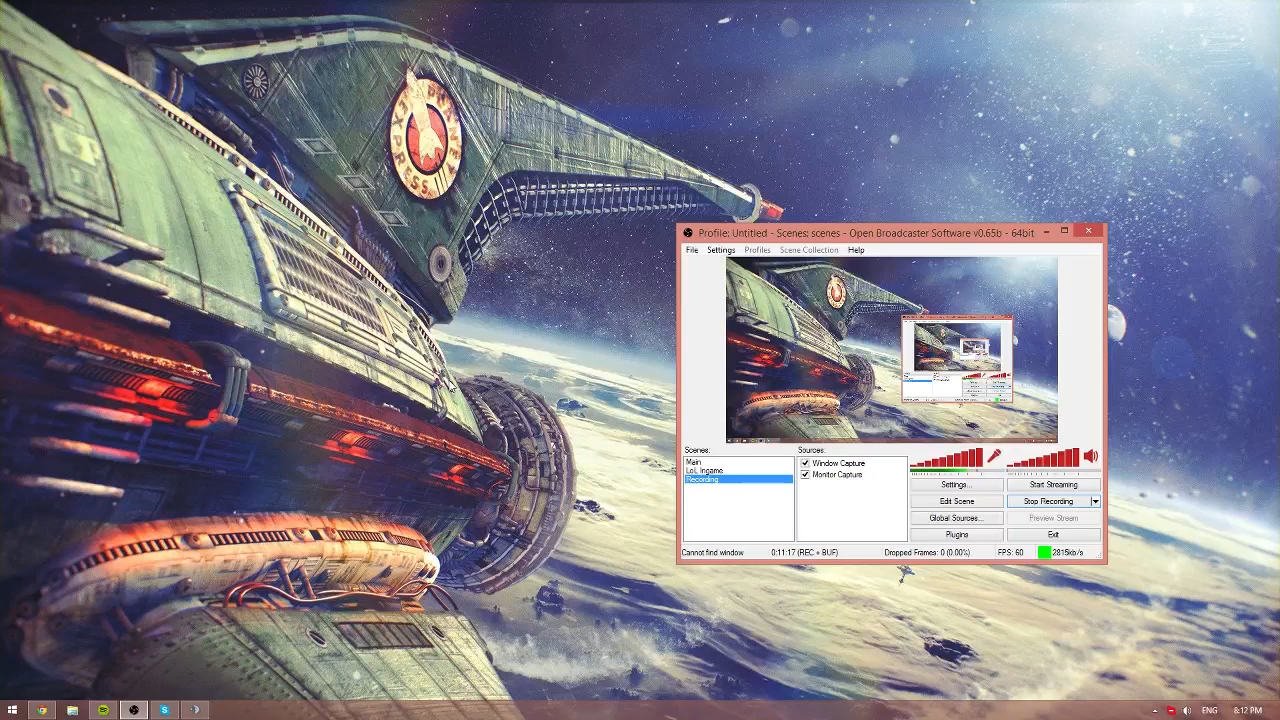 PLANET
EXPRESS
Profile: Untitled - Scenes: scenes - Open Broadcaster Software v0.65b - 64bit
File Settings Profiles Scene Collection Help
Scenes:
Sources:
Main
LoL Ingame
Recording
Window Capture
Monitor Capture
Settings...
Start Streaming
Edit Scene
Stop Recording
Global Sources...
Preview Stream
Plugins
Exit
Cannot find window
0:11:17 (REC + BUF)
Dropped Frames: 0 (0.00%)
FPS: 60
2815kb/s
ENG
8:12 PM